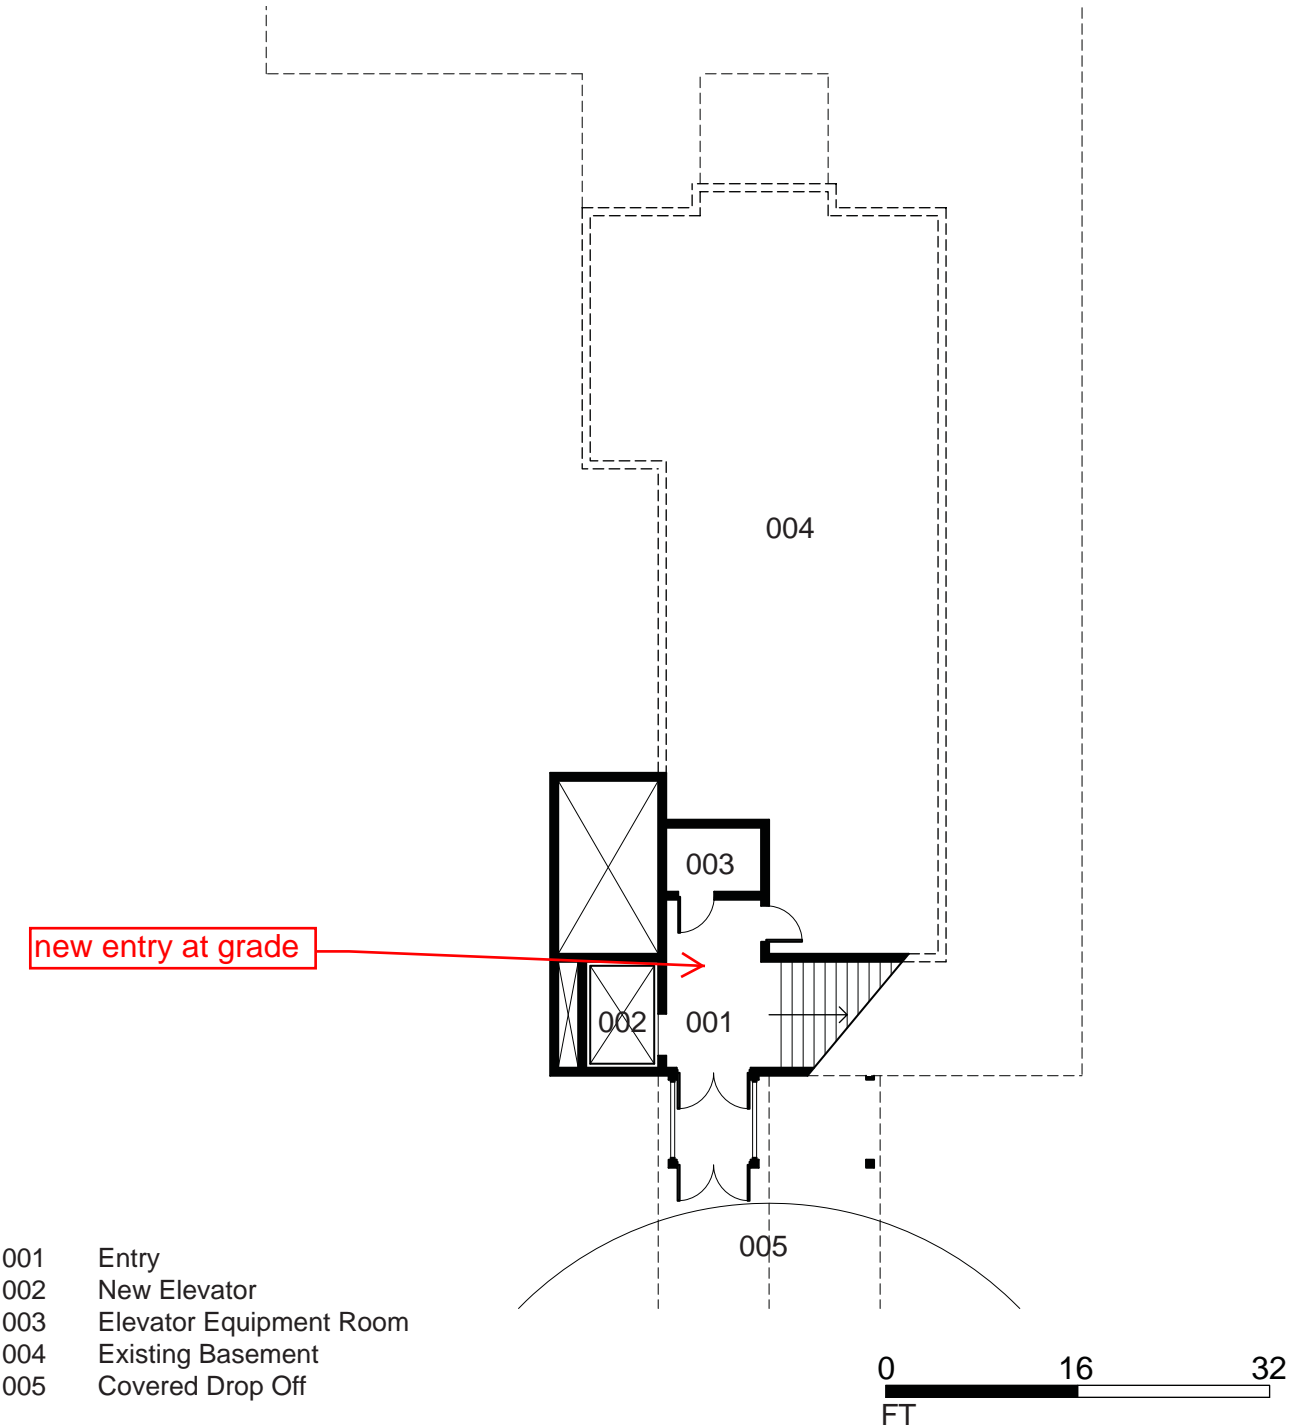 004
003
new entry at grade
002
001
005
001 Entry
002 New Elevator
003 Elevator Equipment Room
004 Existing Basement
005 Covered Drop Off
0 16 32
FT